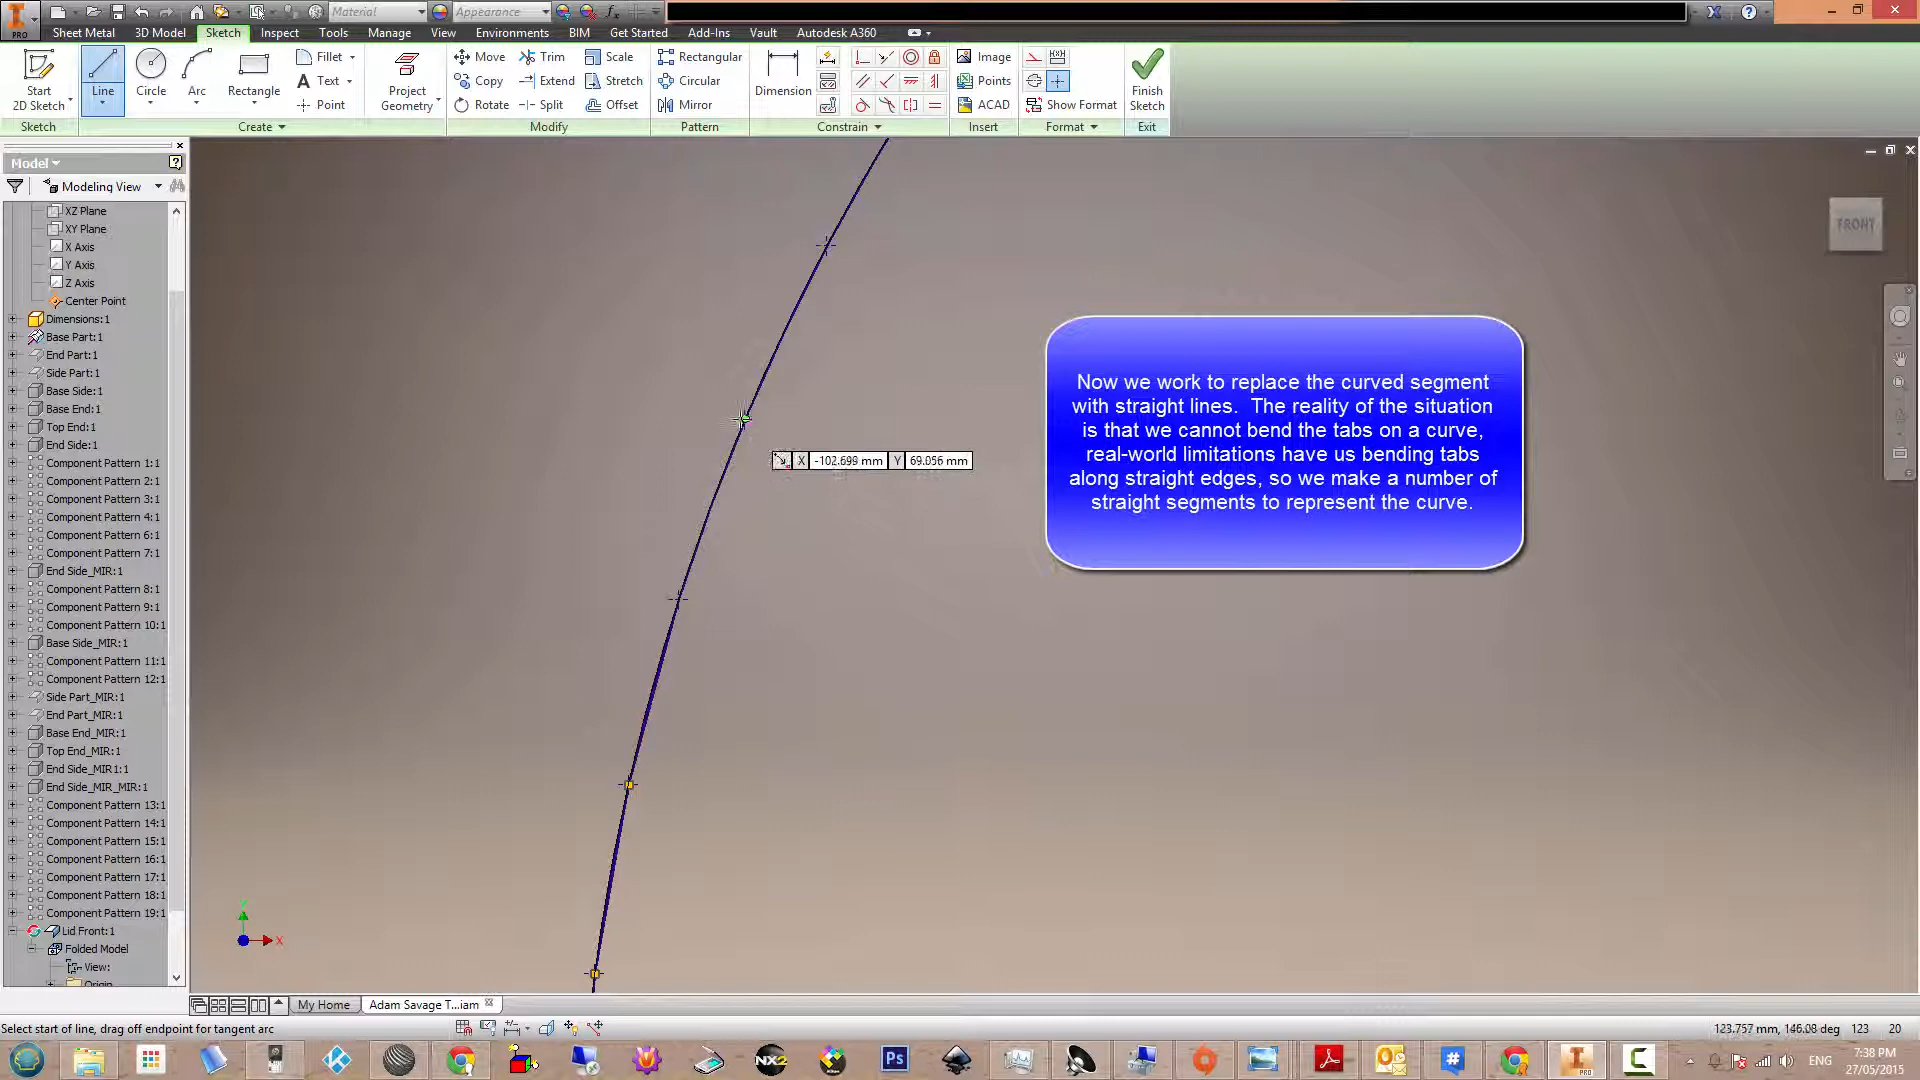 Material
Appearance
PRO
Sheet Metal
3D Model
Sketch
Inspect
Tools
Manage
View
Environments
BIM
Get Started
Add-Ins
Vault
Autodesk A360
Start
2D Sketch
Line
Circle
Arc
Rectangle
Fillet
Text
Point
Project
Geometry
Move
Copy
Rotate
Trim
Extend
Split
Scale
Stretch
Offset
Rectangular
Circular
Mirror
Dimension
Image
Points
ACAD
Show Format
Finish
Sketch
Sketch
Create
Modify
Pattern
Constrain
Insert
Format
Exit
Model
Modeling View
XZ Plane
XY Plane
X Axis
Y Axis
Z Axis
Center Point
Dimensions:1
Base Part:1
End Part:1
Side Part:1
Base Side:1
Base End:1
Top End:1
End Side:1
Component Pattern 1:1
Component Pattern 2:1
Component Pattern 3:1
Component Pattern 4:1
Component Pattern 6:1
Component Pattern 7:1
End Side_MIR:1
Component Pattern 8:1
Component Pattern 9:1
Component Pattern 10:1
Base Side_MIR:1
Component Pattern 11:1
Component Pattern 12:1
Side Part_MIR:1
End Part_MIR:1
Base End_MIR:1
Top End_MIR:1
End Side_MIR1:1
End Side_MIR_MIR:1
Component Pattern 13:1
Component Pattern 14:1
Component Pattern 15:1
Component Pattern 16:1
Component Pattern 17:1
Component Pattern 18:1
Component Pattern 19:1
Lid Front:1
Folded Model
View:
Origin
FRONT
X -102.699 mm Y 69.056 mm
Now we work to replace the curved segment
with straight lines. The reality of the situation
is that we cannot bend the tabs on a curve,
real-world limitations have us bending tabs
along straight edges, so we make a number of
straight segments to represent the curve.
Y
X
My Home
Adam Savage T...iam
Select start of line, drag off endpoint for tangent arc
123.757 mm, 146.08 deg 123 20
NX2
Ps
PRO
ENG
7:38 PM
27/05/2015